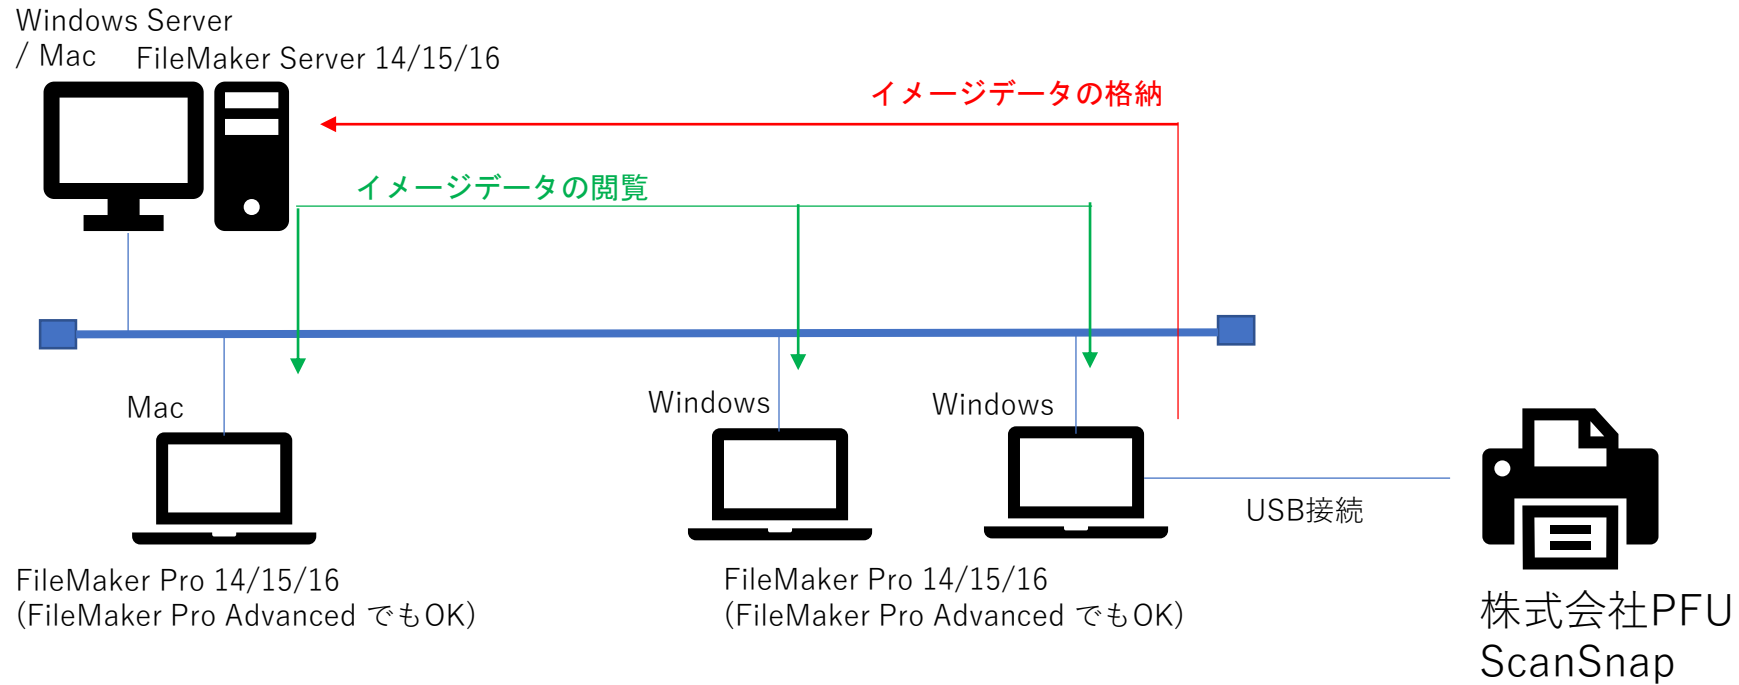 Windows Server
/ Mac
FileMaker Server 14/15/16
イメージデータの格納
イメージデータの閲覧
Mac
Windows
Windows
USB接続
FileMaker Pro 14/15/16
(FileMaker Pro Advanced でもOK)
FileMaker Pro 14/15/16
(FileMaker Pro Advanced でもOK)
株式会社PFU
ScanSnap